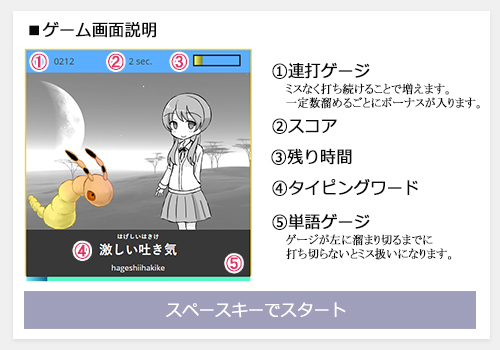 ■ゲーム画面説明
① 0212 ② 2 sec. ③
①連打ゲージ
ミスなく打ち続けることで増えます。
一定数溜めるごとにボーナスが入ります。
②スコア
③残り時間
④タイピングワード
⑤単語ゲージ
ゲージが左に溜まり切るまでに
打ち切らないとミス扱いになります。
はげしいはきけ
④ 激しい吐き気
hageshiihakike
⑤
スペースキーでスタート